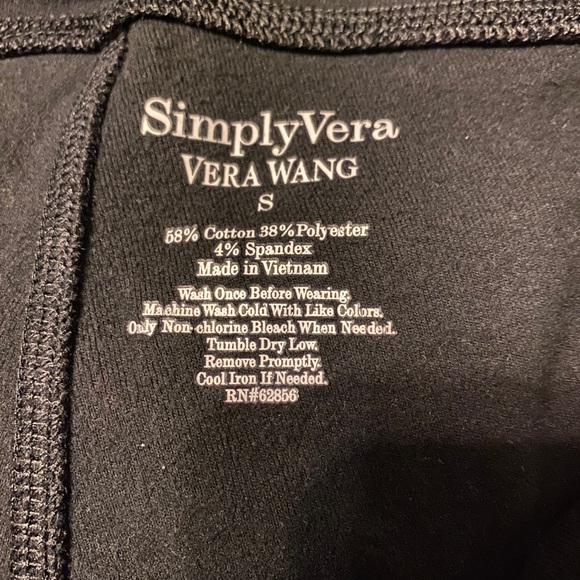 SimplyVera
VERA WANG
S
58% Cotton 38% Polyester
4% Spandex
Made in Vietnam
Wash Once Before Wearing.
Machine Wash Cold With Like Colors.
Only Non-chlorine Bleach When Needed.
Tumble Dry Low.
Remove Promptly.
Cool Iron If Needed.
RN#62856